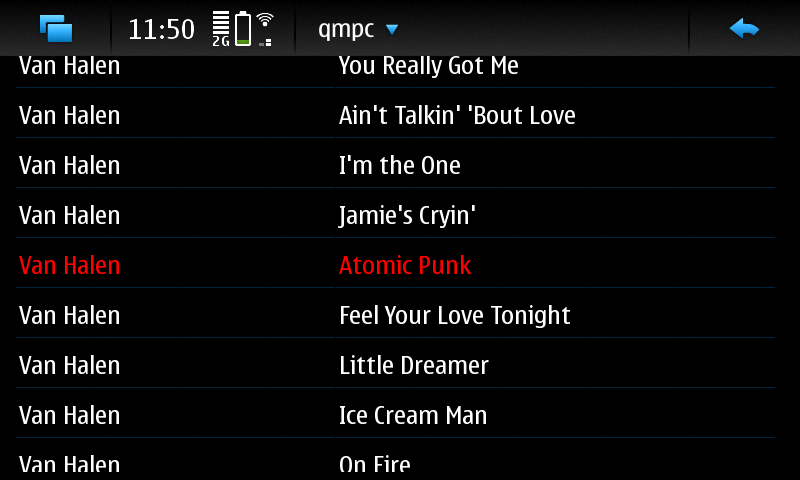 11:50 2G qmpc
Van Halen You Really Got Me
Van Halen Ain't Talkin' 'Bout Love
Van Halen I'm the One
Van Halen Jamie's Cryin'
Van Halen Atomic Punk
Van Halen Feel Your Love Tonight
Van Halen Little Dreamer
Van Halen Ice Cream Man
Van Halen On Fire